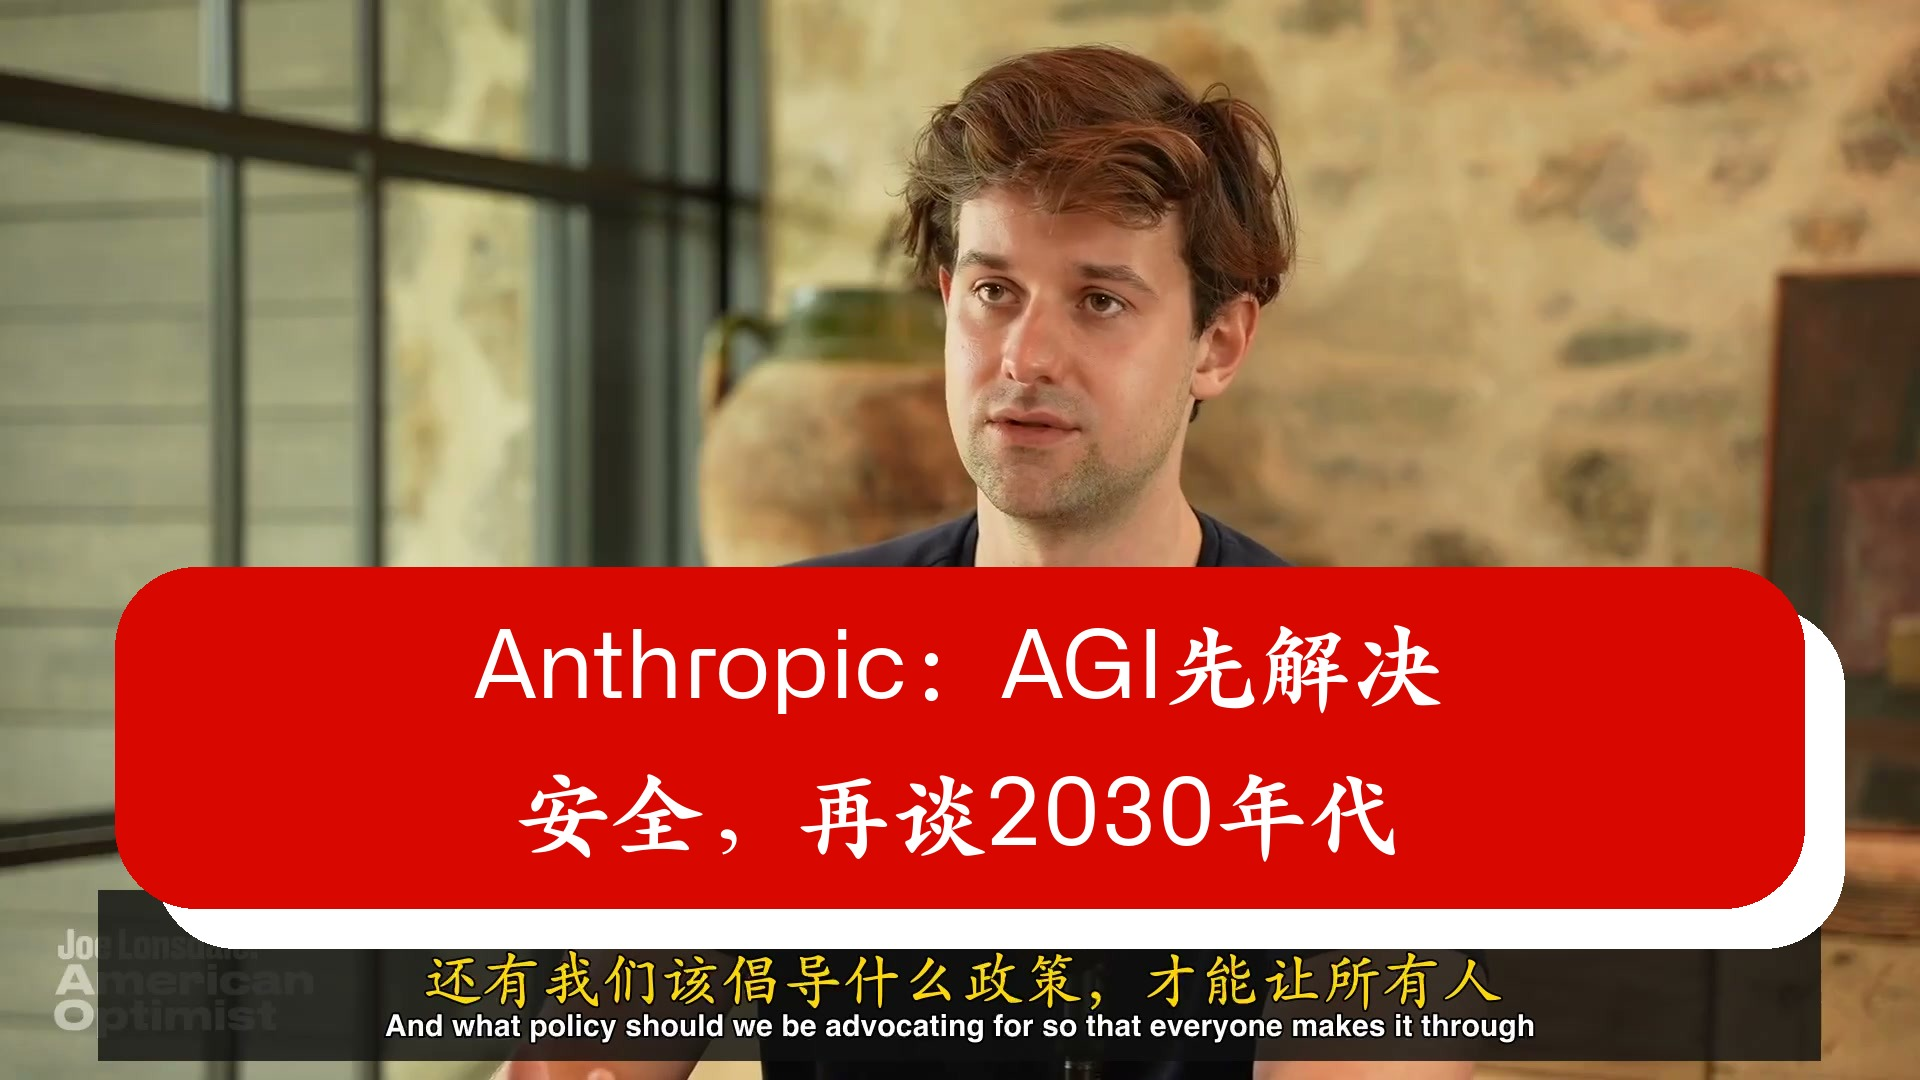 Anthropic：AGI先解决
安全，再谈2030年代
Joe Lonsdale:
American
Optimist
还有我们该倡导什么政策，才能让所有人
And what policy should we be advocating for so that everyone makes it through